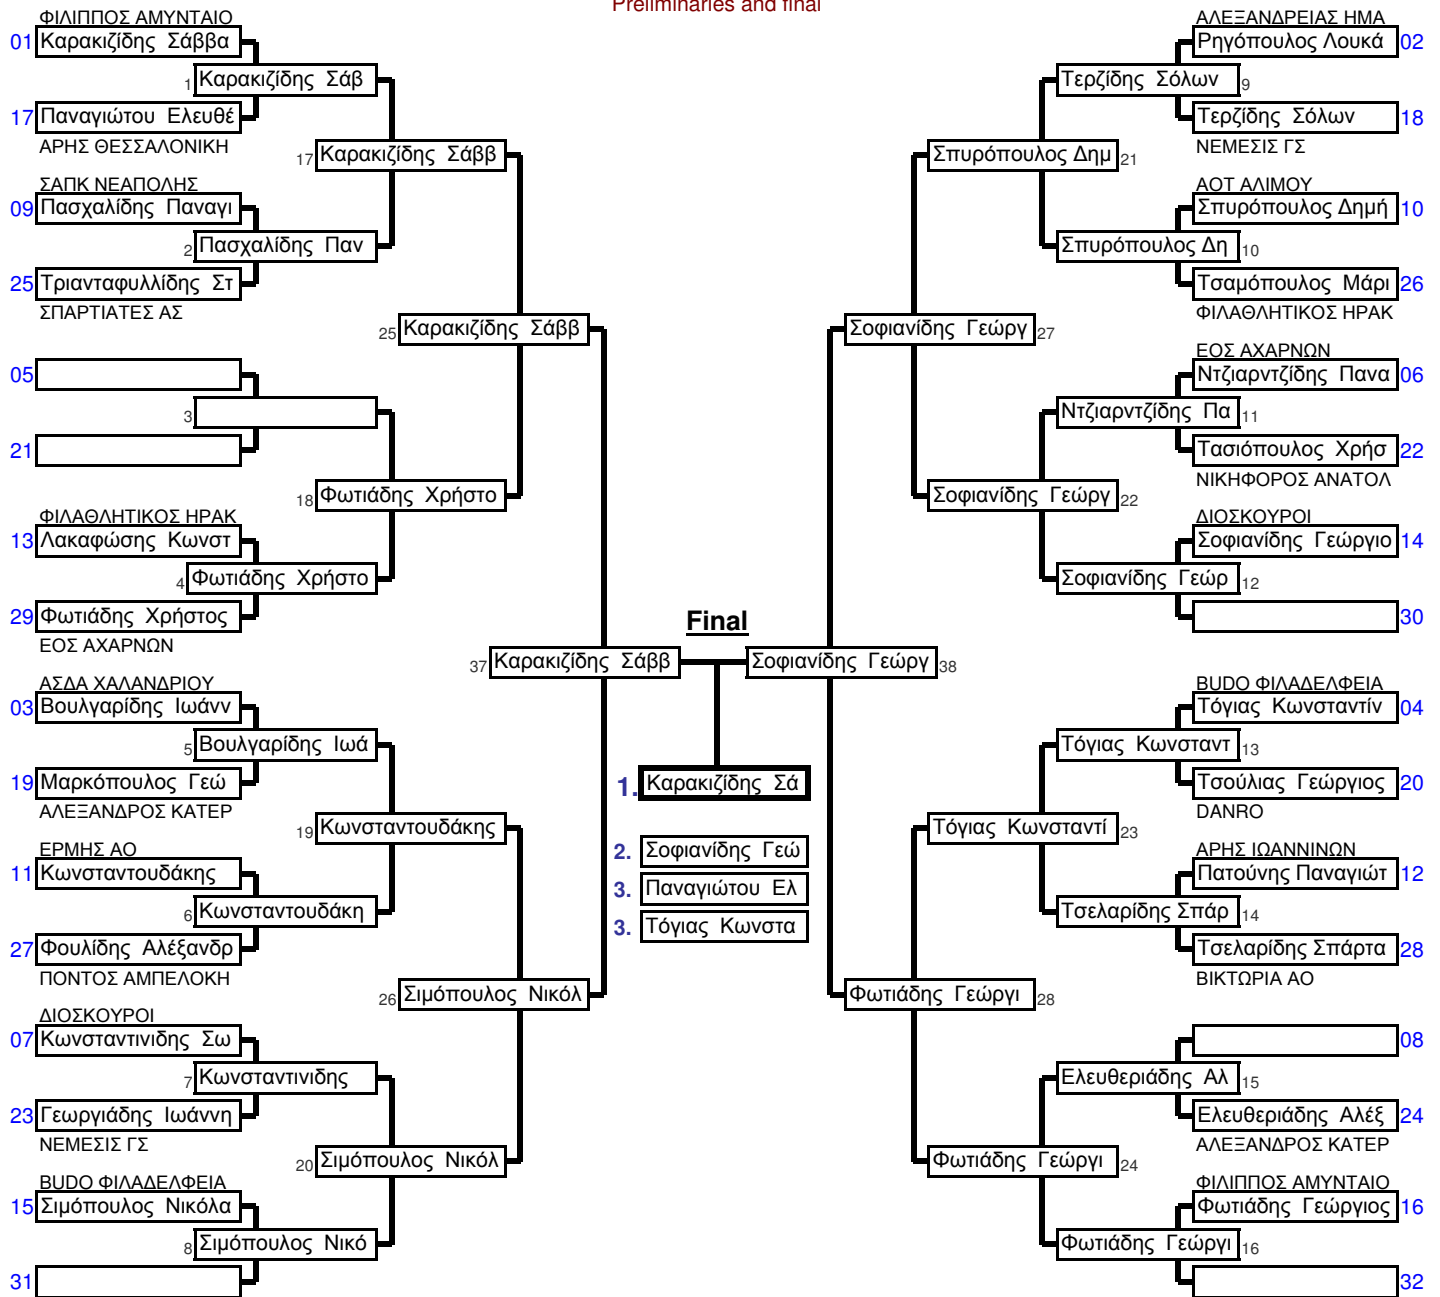 Preliminaries and final
ΦΙΛΙΠΠΟΣ ΑΜΥΝΤΑΙΟ
01 Καρακιζίδης Σάββα
1 Καρακιζίδης Σάβ
17 Παναγιώτου Ελευθέ
ΑΡΗΣ ΘΕΣΣΑΛΟΝΙΚΗ
17 Καρακιζίδης Σάββ
ΣΑΠΚ ΝΕΑΠΟΛΗΣ
09 Πασχαλίδης Παναγι
2 Πασχαλίδης Παν
25 Τριανταφυλλίδης Στ
ΣΠΑΡΤΙΑΤΕΣ ΑΣ
25 Καρακιζίδης Σάββ
05
3
21
18 Φωτιάδης Χρήστο
ΦΙΛΑΘΛΗΤΙΚΟΣ ΗΡΑΚ
13 Λακαφώσης Κωνστ
4 Φωτιάδης Χρήστο
29 Φωτιάδης Χρήστος
ΕΟΣ ΑΧΑΡΝΩΝ
37 Καρακιζίδης Σάββ
ΑΣΔΑ ΧΑΛΑΝΔΡΙΟΥ
03 Βουλγαρίδης Ιωάνν
5 Βουλγαρίδης Ιωά
19 Μαρκόπουλος Γεώ
ΑΛΕΞΑΝΔΡΟΣ ΚΑΤΕΡ
19 Κωνσταντουδάκης
ΕΡΜΗΣ ΑΟ
11 Κωνσταντουδάκης
6 Κωνσταντουδάκη
27 Φουλίδης Αλέξανδρ
ΠΟΝΤΟΣ ΑΜΠΕΛΟΚΗ
26 Σιμόπουλος Νικόλ
ΔΙΟΣΚΟΥΡΟΙ
07 Κωνσταντινιδης Σω
7 Κωνσταντινιδης
23 Γεωργιάδης Ιωάννη
ΝΕΜΕΣΙΣ ΓΣ
20 Σιμόπουλος Νικόλ
BUDO ΦΙΛΑΔΕΛΦΕΙΑ
15 Σιμόπουλος Νικόλα
8 Σιμόπουλος Νικό
31
Final
1. Καρακιζίδης Σά
2. Σοφιανίδης Γεώ
3. Παναγιώτου Ελ
3. Τόγιας Κωνστα
ΑΛΕΞΑΝΔΡΕΙΑΣ ΗΜΑ
Ρηγόπουλος Λουκά 02
Τερζίδης Σόλων 9
Τερζίδης Σόλων 18
ΝΕΜΕΣΙΣ ΓΣ
Σπυρόπουλος Δημ 21
ΑΟΤ ΑΛΙΜΟΥ
Σπυρόπουλος Δημή 10
Σπυρόπουλος Δη 10
Τσαμόπουλος Μάρι 26
ΦΙΛΑΘΛΗΤΙΚΟΣ ΗΡΑΚ
Σοφιανίδης Γεώργ 27
ΕΟΣ ΑΧΑΡΝΩΝ
Ντζιαρντζίδης Πανα 06
Ντζιαρντζίδης Πα 11
Τασιόπουλος Χρήσ 22
ΝΙΚΗΦΟΡΟΣ ΑΝΑΤΟΛ
Σοφιανίδης Γεώργ 22
ΔΙΟΣΚΟΥΡΟΙ
Σοφιανίδης Γεώργιο 14
Σοφιανίδης Γεώρ 12
30
Σοφιανίδης Γεώργ 38
BUDO ΦΙΛΑΔΕΛΦΕΙΑ
Τόγιας Κωνσταντίν 04
Τόγιας Κωνσταντ 13
Τσούλιας Γεώργιος 20
DANRO
Τόγιας Κωνσταντί 23
ΑΡΗΣ ΙΩΑΝΝΙΝΩΝ
Πατούνης Παναγιώτ 12
Τσελαρίδης Σπάρ 14
Τσελαρίδης Σπάρτα 28
ΒΙΚΤΩΡΙΑ ΑΟ
Φωτιάδης Γεώργι 28
08
Ελευθεριάδης Αλ 15
Ελευθεριάδης Αλέξ 24
ΑΛΕΞΑΝΔΡΟΣ ΚΑΤΕΡ
Φωτιάδης Γεώργι 24
ΦΙΛΙΠΠΟΣ ΑΜΥΝΤΑΙΟ
Φωτιάδης Γεώργιος 16
Φωτιάδης Γεώργι 16
32